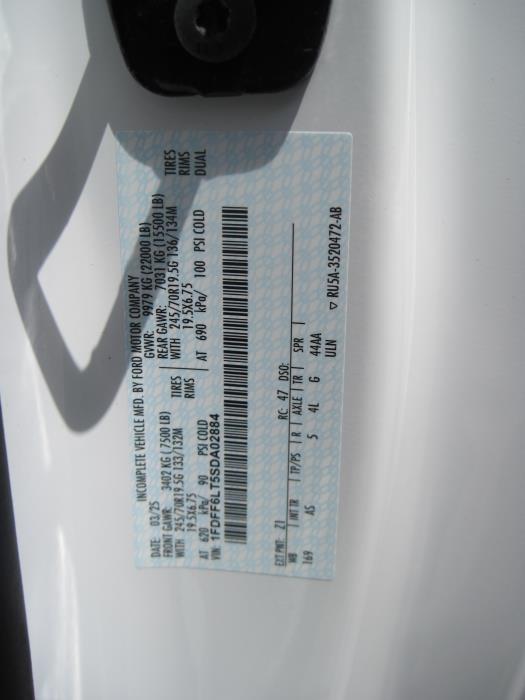 INCOMPLETE VEHICLE MFD. BY FORD MOTOR COMPANY
DATE: 03/25 GVWR: 9979 KG (22000 LB)
FRONT GAWR: 3402 KG (7500 LB) REAR GAWR: 7031 KG (15500 LB)
WITH 245/70R19.5G 133/132M TIRES WITH 245/70R19.5G 136/134M TIRES
19.5X6.75 RIMS 19.5X6.75 RIMS
AT 620 kPa/ 90 PSI COLD AT 690 kPa/ 100 PSI COLD DUAL
VIN: 1FDFF6LT5SDA02884
EXT PNT: Z1 RC: 47 DSO:
WB INT TR TP/PS R AXLE TR SPR
169 AS 5 4L G 44AA
ULN
▽ RU5A-3520472-AB